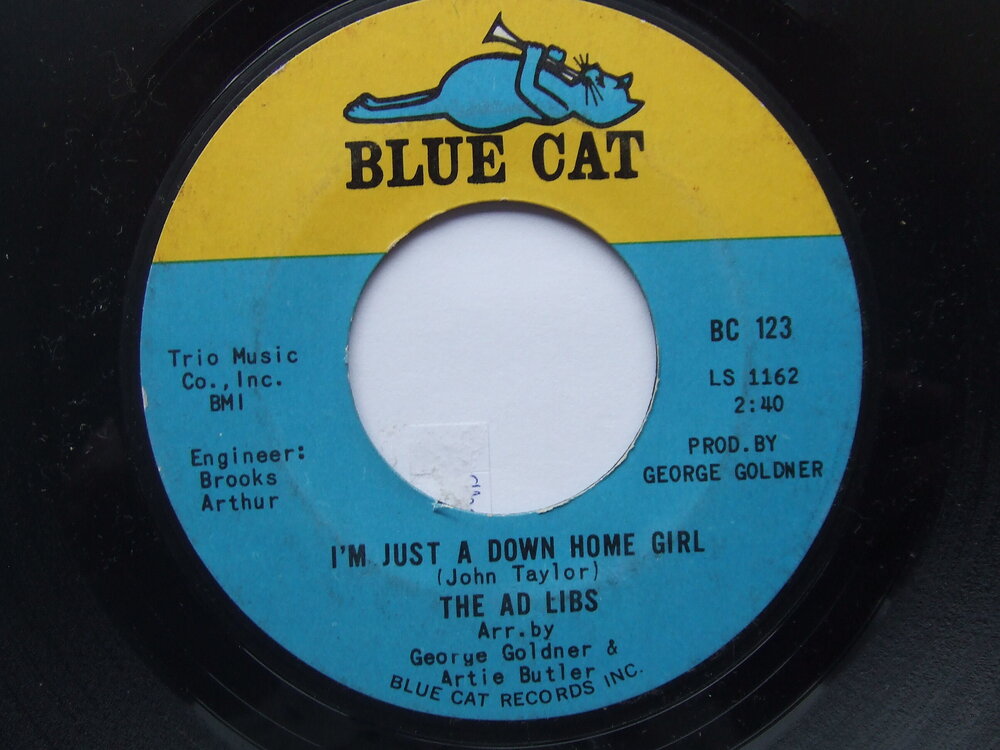 BLUE CAT
Trio Music
Co., Inc.
BMI
Engineer:
Brooks
Arthur
BC 123
LS 1162
2:40
PROD.BY
GEORGE GOLDNER
I'M JUST A DOWN HOME GIRL
(John Taylor)
THE AD LIBS
Arr.by
George Goldner &
Artie Butler
BLUE CAT RECORDS INC.